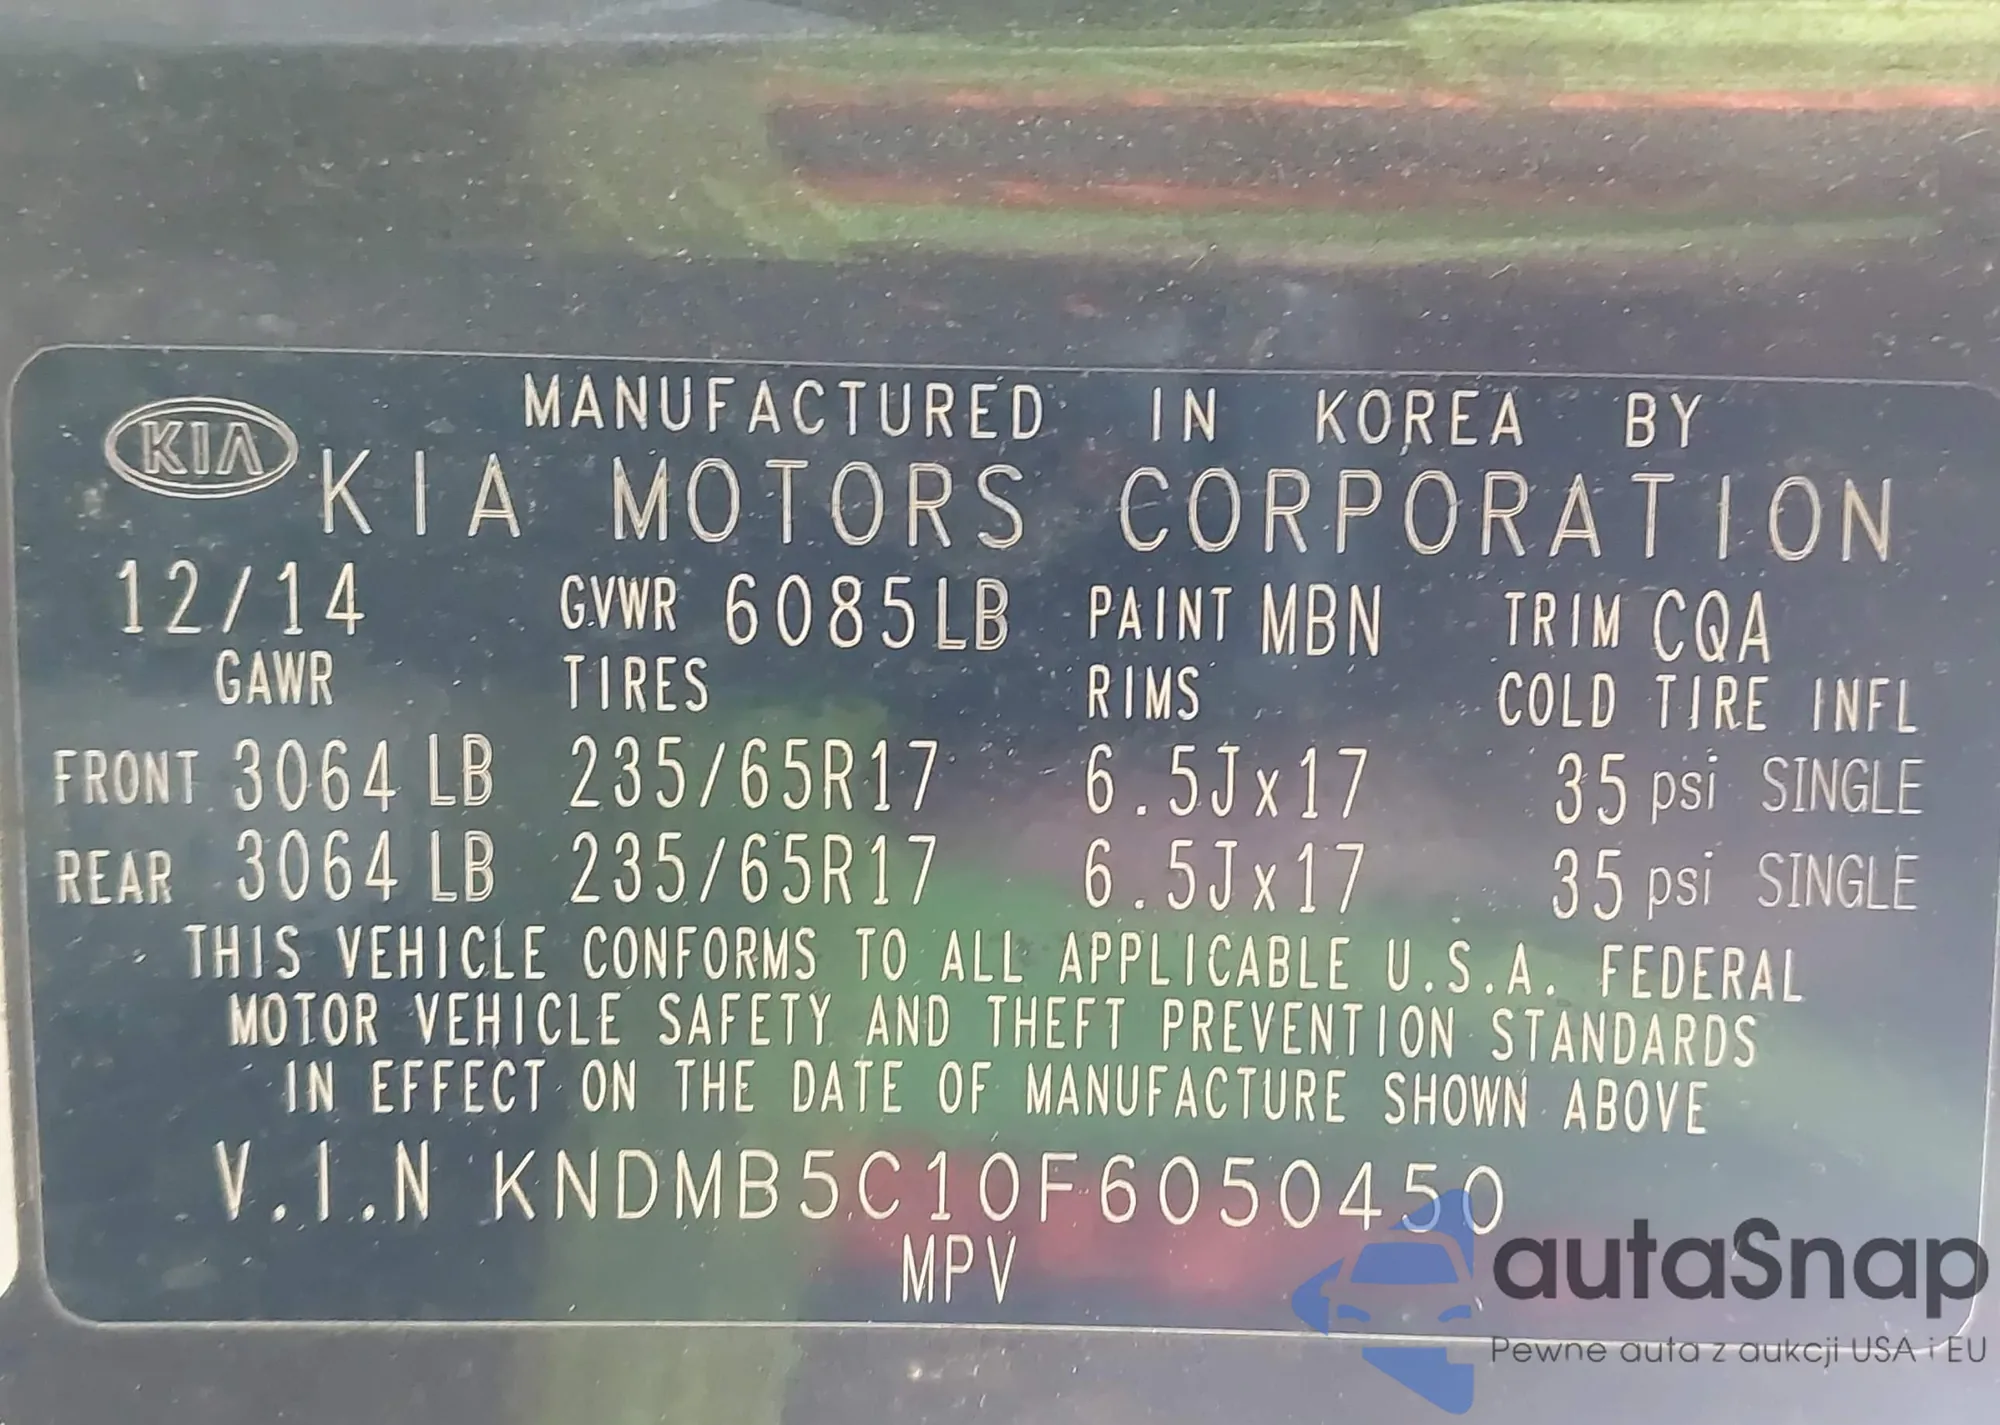 MANUFACTURED IN KOREA BY
KIA KIA MOTORS CORPORATION
12/14 GVWR 6085LB PAINT MBN TRIM CQA
GAWR TIRES RIMS COLD TIRE INFL
FRONT 3064 LB 235/65R17 6.5Jx17 35 psi SINGLE
REAR 3064 LB 235/65R17 6.5Jx17 35 psi SINGLE
THIS VEHICLE CONFORMS TO ALL APPLICABLE U.S.A. FEDERAL
MOTOR VEHICLE SAFETY AND THEFT PREVENTION STANDARDS
IN EFFECT ON THE DATE OF MANUFACTURE SHOWN ABOVE
V.I.N KNDMB5C10F6050450
MPV
autaSnap
Pewne auta z aukcji USA i EU